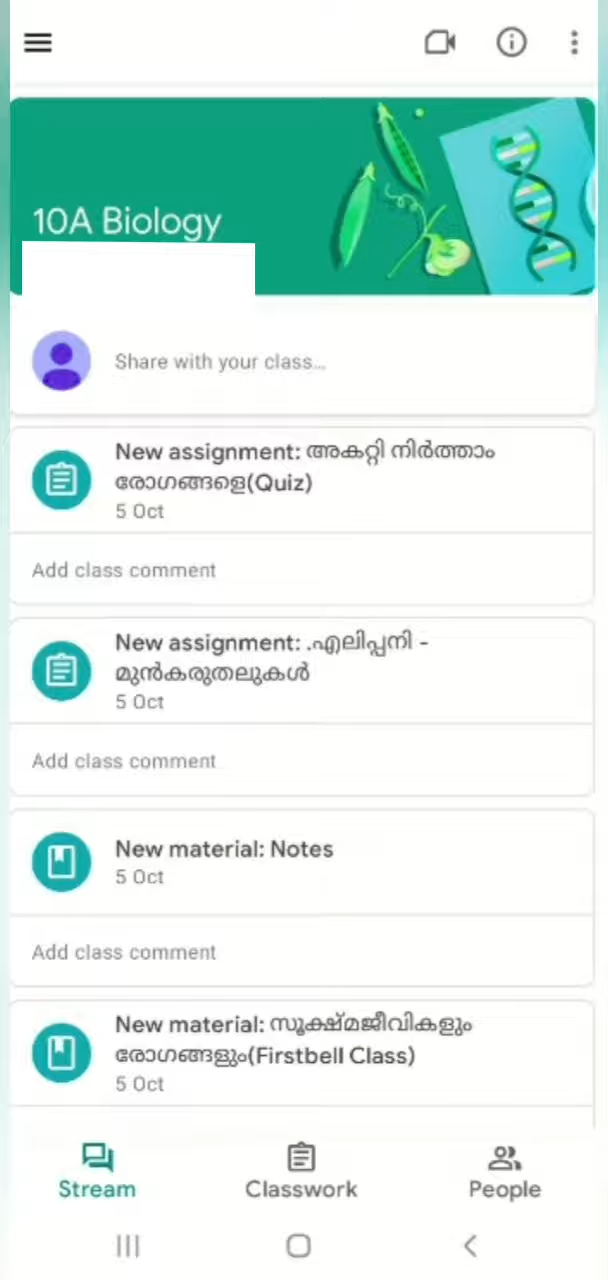 10A Biology
Share with your class...
New assignment: അകറ്റി നിർത്താം
രോഗങ്ങളെ(Quiz)
5 Oct
Add class comment
New assignment: .എലിപ്പനി -
മുൻകരുതലുകൾ
5 Oct
Add class comment
New material: Notes
5 Oct
Add class comment
New material: സൂക്ഷ്മജീവികളും
രോഗങ്ങളും(Firstbell Class)
5 Oct
Stream
Classwork
People